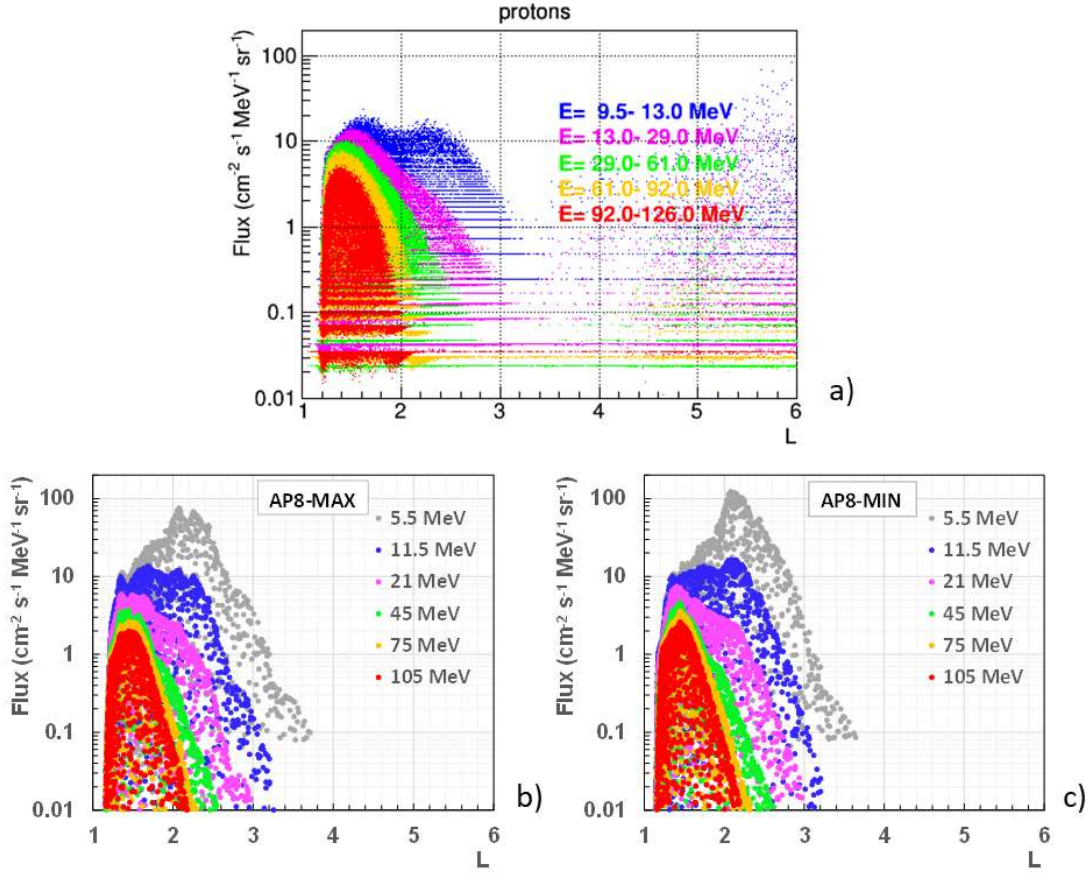 protons
Flux (cm⁻² s⁻¹ MeV⁻¹ sr⁻¹)
100
10
1
0.1
0.01
E= 9.5- 13.0 MeV
E= 13.0- 29.0 MeV
E= 29.0- 61.0 MeV
E= 61.0- 92.0 MeV
E= 92.0-126.0 MeV
1 2 3 4 5 6
L
a)
Flux (cm⁻² s⁻¹ MeV⁻¹ sr⁻¹)
100
10
1
0.1
0.01
AP8-MAX
5.5 MeV
11.5 MeV
21 MeV
45 MeV
75 MeV
105 MeV
1 2 3 4 5 6
L
b)
Flux (cm⁻² s⁻¹ MeV⁻¹ sr⁻¹)
100
10
1
0.1
0.01
AP8-MIN
5.5 MeV
11.5 MeV
21 MeV
45 MeV
75 MeV
105 MeV
1 2 3 4 5 6
L
c)